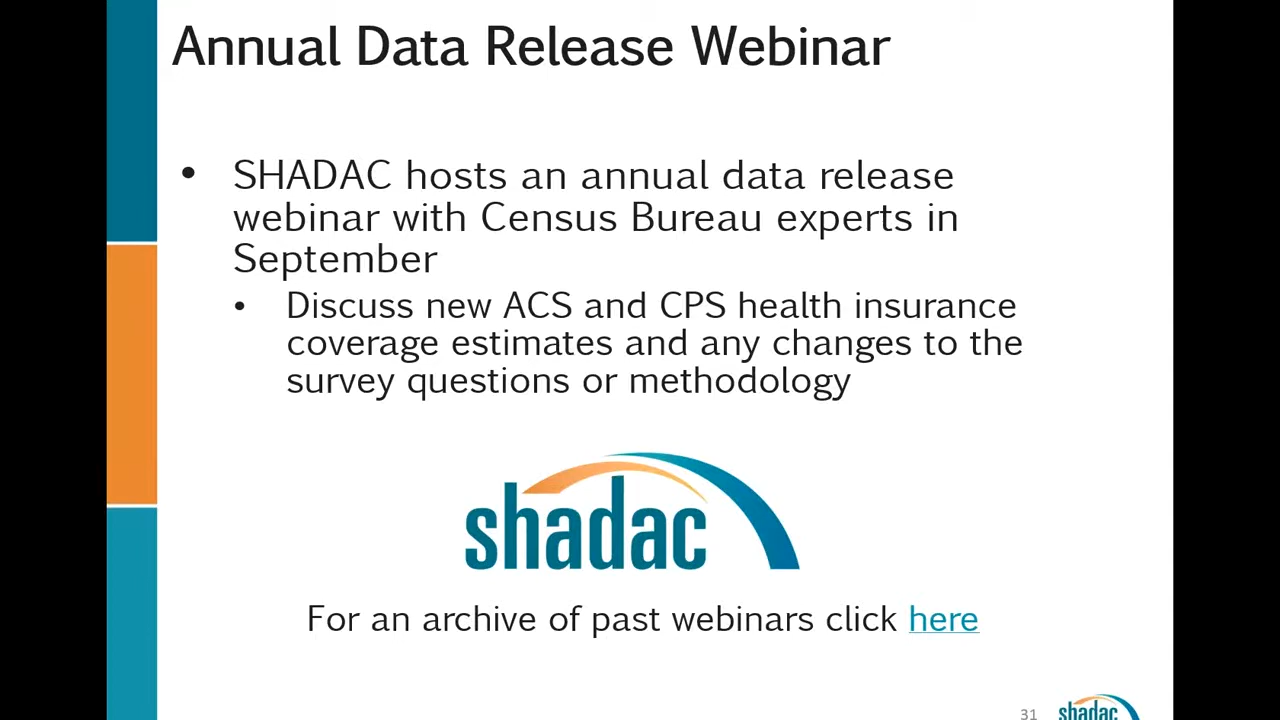 Annual Data Release Webinar
• SHADAC hosts an annual data release
webinar with Census Bureau experts in
September
• Discuss new ACS and CPS health insurance
coverage estimates and any changes to the
survey questions or methodology
shadac
For an archive of past webinars click here
31
shadac